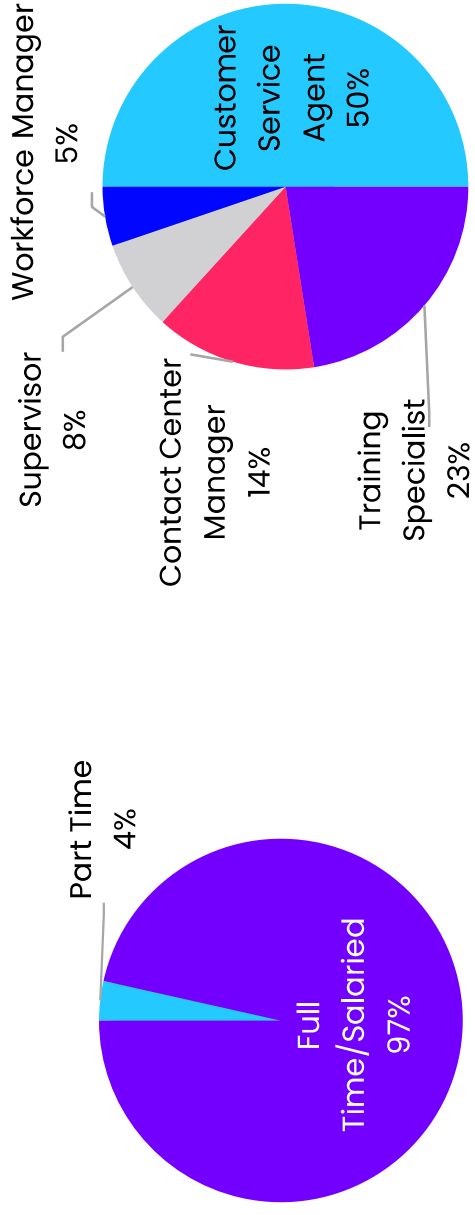 Part Time
4%
Full
Time/Salaried
97%
Workforce Manager
5%
Customer
Service
Agent
50%
Supervisor
8%
Contact Center
Manager
14%
Training
Specialist
23%